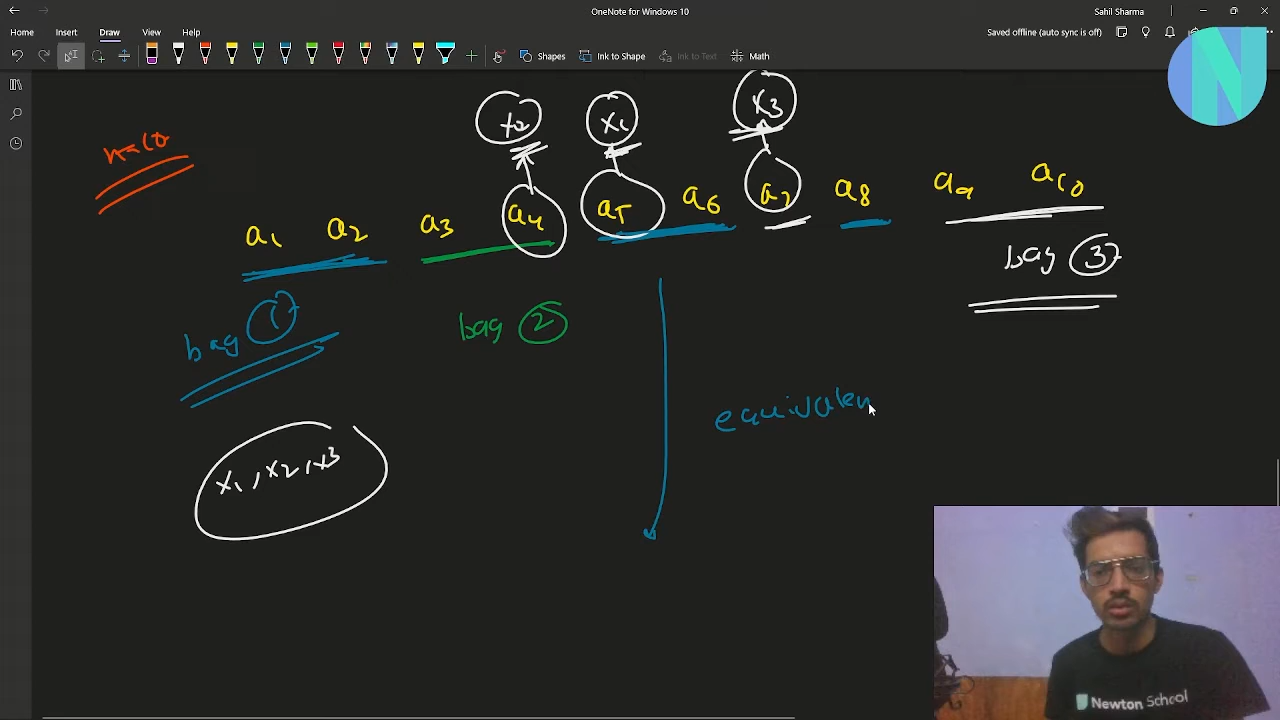 OneNote for Windows 10
Sahil Sharma
Home Insert Draw View Help
Saved offline (auto sync is off)
Shapes Ink to Shape Ink to Text Math
n=10
x2 x1 x3
a1 a2 a3 a4 a5 a6 a7 a8 a9 a10
bag 1
bag 2
bag 3
equivalen
x1, x2, x3
Newton School